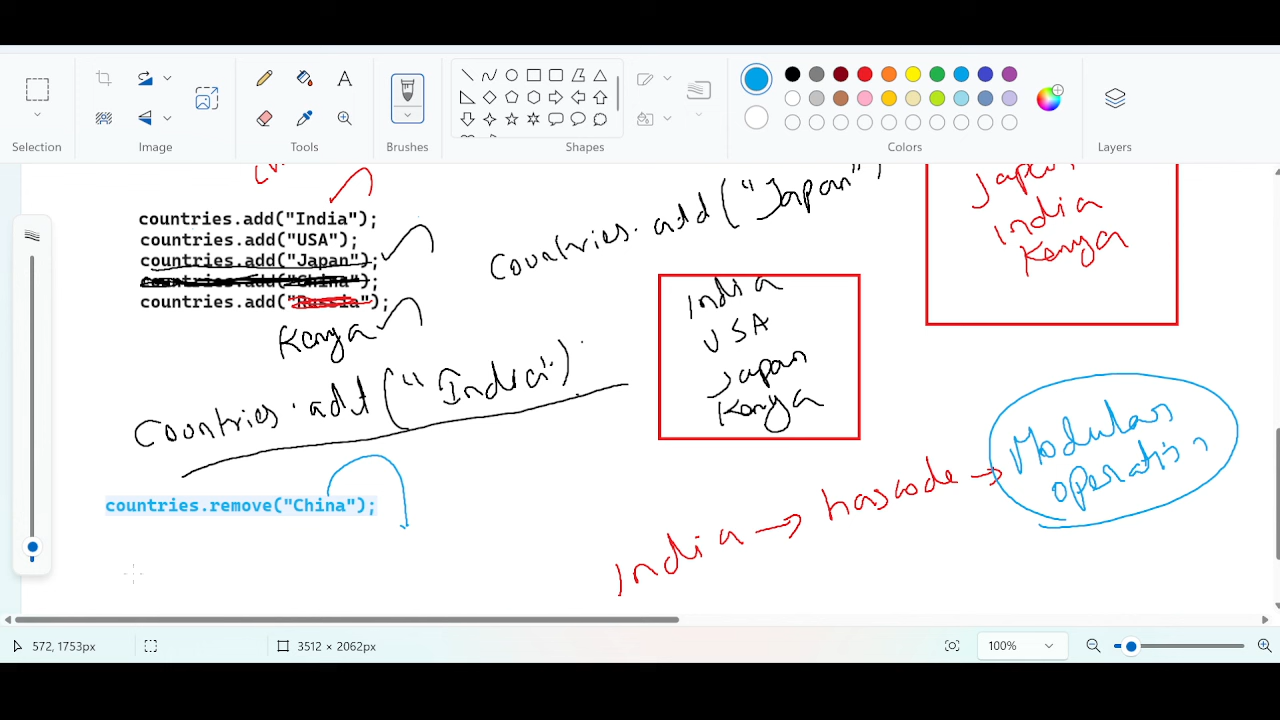 Selection
Image
Tools
Brushes
Shapes
Colors
Layers
countries.add("India");
countries.add("USA");
countries.add("Japan");
countries.add("China");
countries.add("Russia");
Kenya
Countries.add("Japan")
Countries.add("India").
countries.remove("China");
India
USA
Japan
Kenya
Japan
India
Kenya
India → hascode →
Modular
operation
572, 1753px
3512 × 2062px
100%